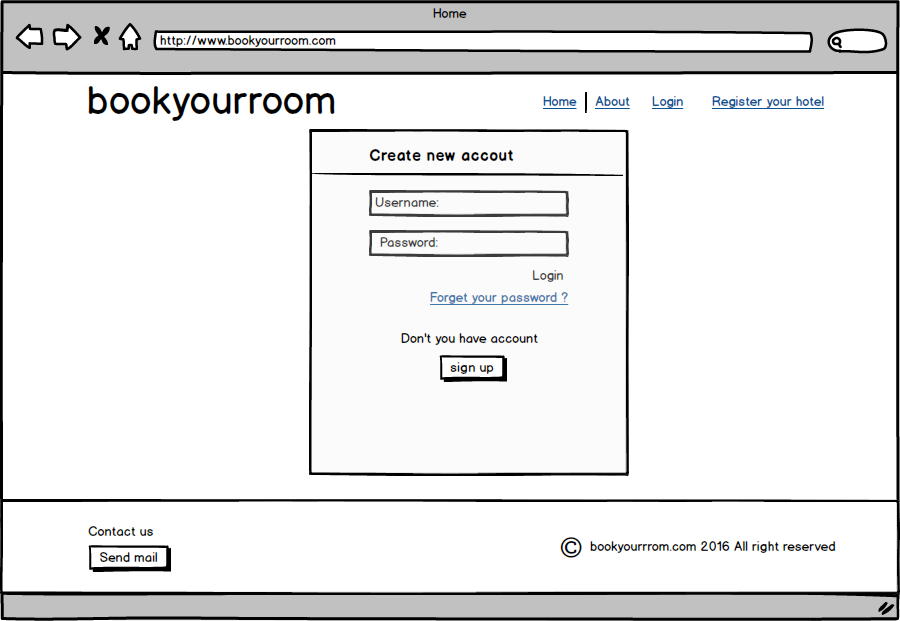 Home
http://www.bookyourroom.com
bookyourroom
Home About Login Register your hotel
Create new accout
Username:
Password:
Login
Forget your password ?
Don't you have account
sign up
Contact us
Send mail
© bookyourrrom.com 2016 All right reserved